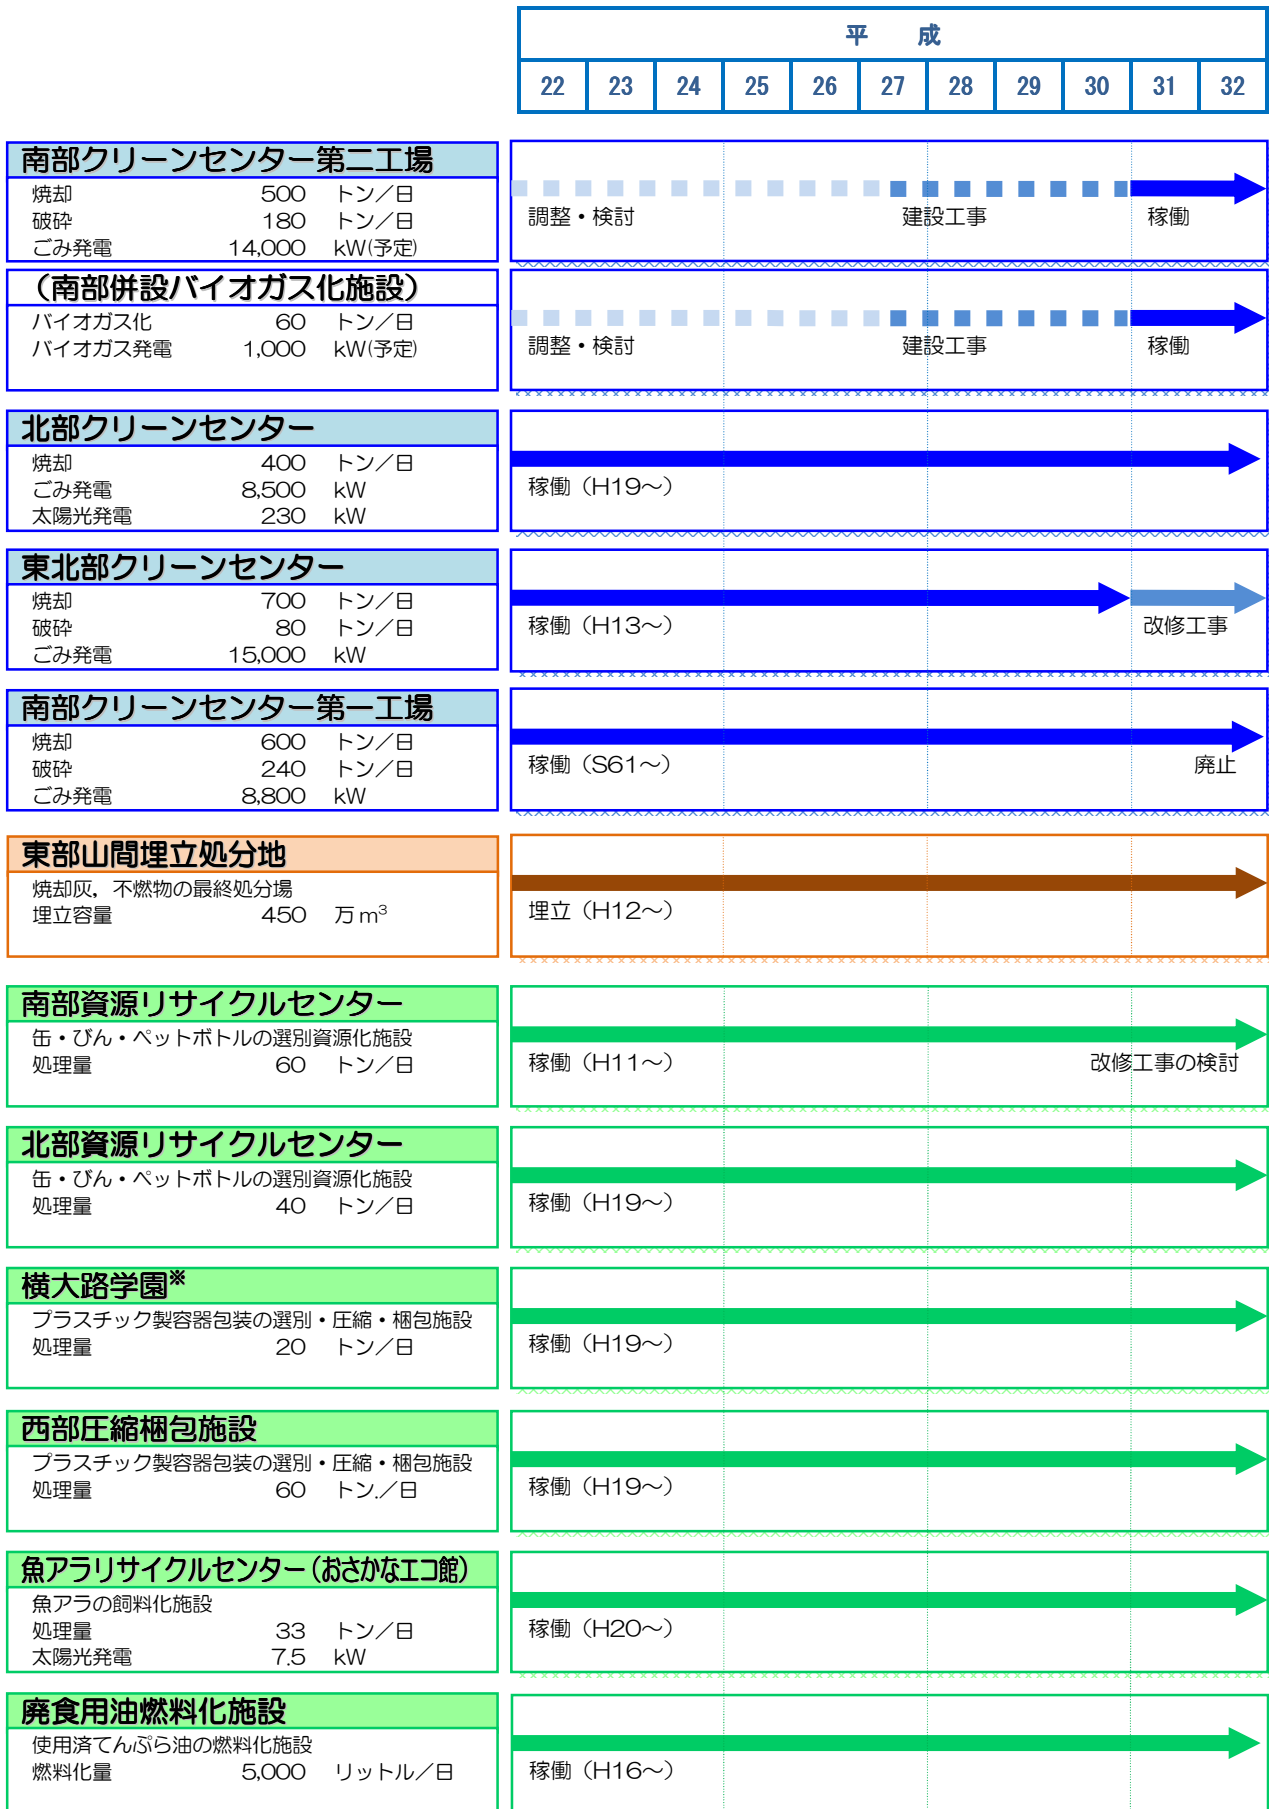 平 成
22 23 24 25 26 27 28 29 30 31 32
南部クリーンセンター第二工場
焼却 500 トン／日
破砕 180 トン／日
ごみ発電 14,000 kW(予定)
調整・検討 建設工事 稼働
（南部併設バイオガス化施設）
バイオガス化 60 トン／日
バイオガス発電 1,000 kW(予定)
調整・検討 建設工事 稼働
北部クリーンセンター
焼却 400 トン／日
ごみ発電 8,500 kW
太陽光発電 230 kW
稼働（H19～）
東北部クリーンセンター
焼却 700 トン／日
破砕 80 トン／日
ごみ発電 15,000 kW
稼働（H13～） 改修工事
南部クリーンセンター第一工場
焼却 600 トン／日
破砕 240 トン／日
ごみ発電 8,800 kW
稼働（S61～） 廃止
東部山間埋立処分地
焼却灰，不燃物の最終処分場
埋立容量 450 万m³
埋立（H12～）
南部資源リサイクルセンター
缶・びん・ペットボトルの選別資源化施設
処理量 60 トン／日
稼働（H11～） 改修工事の検討
北部資源リサイクルセンター
缶・びん・ペットボトルの選別資源化施設
処理量 40 トン／日
稼働（H19～）
横大路学園※
プラスチック製容器包装の選別・圧縮・梱包施設
処理量 20 トン／日
稼働（H19～）
西部圧縮梱包施設
プラスチック製容器包装の選別・圧縮・梱包施設
処理量 60 トン.／日
稼働（H19～）
魚アラリサイクルセンター（おさかなエコ館）
魚アラの飼料化施設
処理量 33 トン／日
太陽光発電 7.5 kW
稼働（H20～）
廃食用油燃料化施設
使用済てんぷら油の燃料化施設
燃料化量 5,000 リットル／日
稼働（H16～）